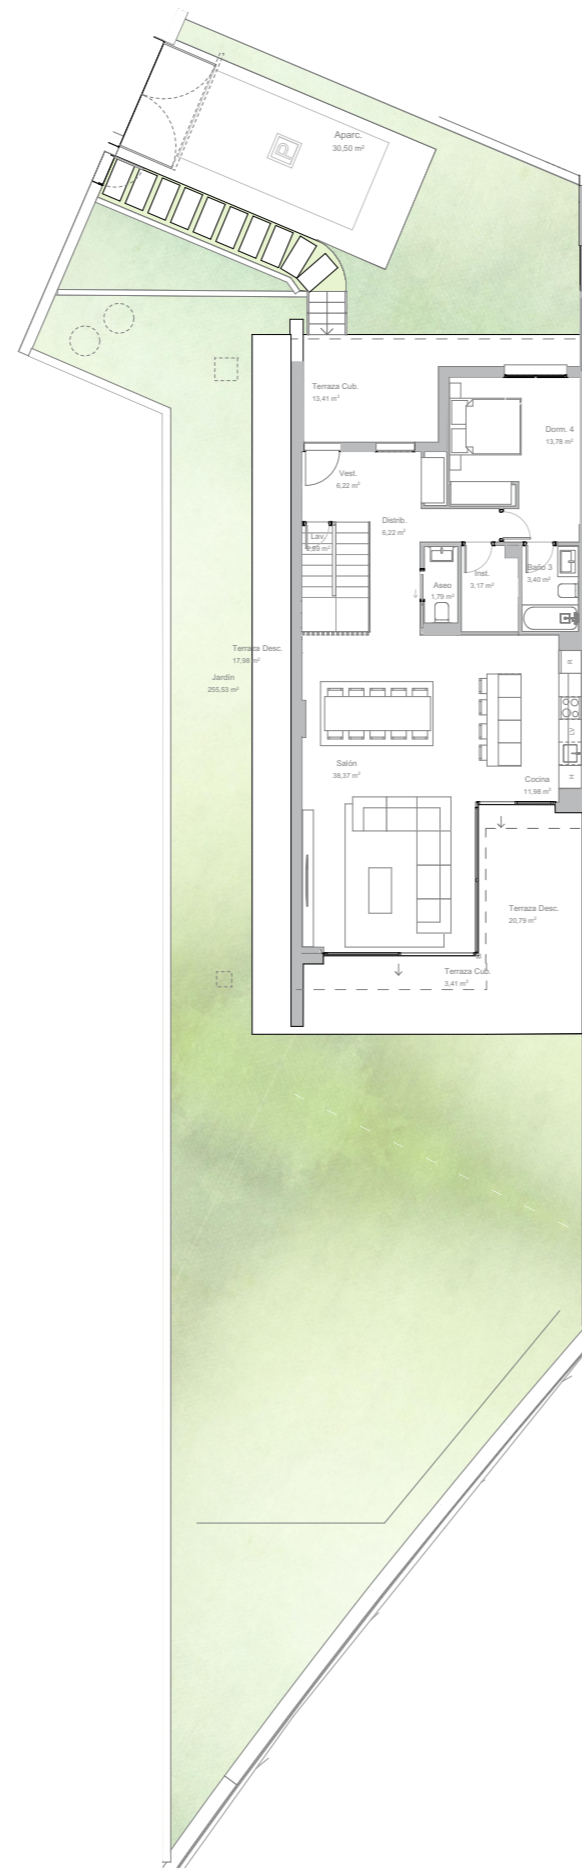 Aparc.
30,50 m²
P
Terraza Cub.
13,41 m²
Dorm. 4
13,78 m²
Vest.
6,22 m²
Distrib.
6,22 m²
Lav
Aseo
1,79 m²
Inst.
3,17 m²
Baño 3
3,40 m²
Terraza Desc.
17,98 m²
Jardín
255,53 m²
R
LV
H
Salón
38,37 m²
Cocina
11,98 m²
Terraza Desc.
20,79 m²
Terraza Cub.
3,41 m²